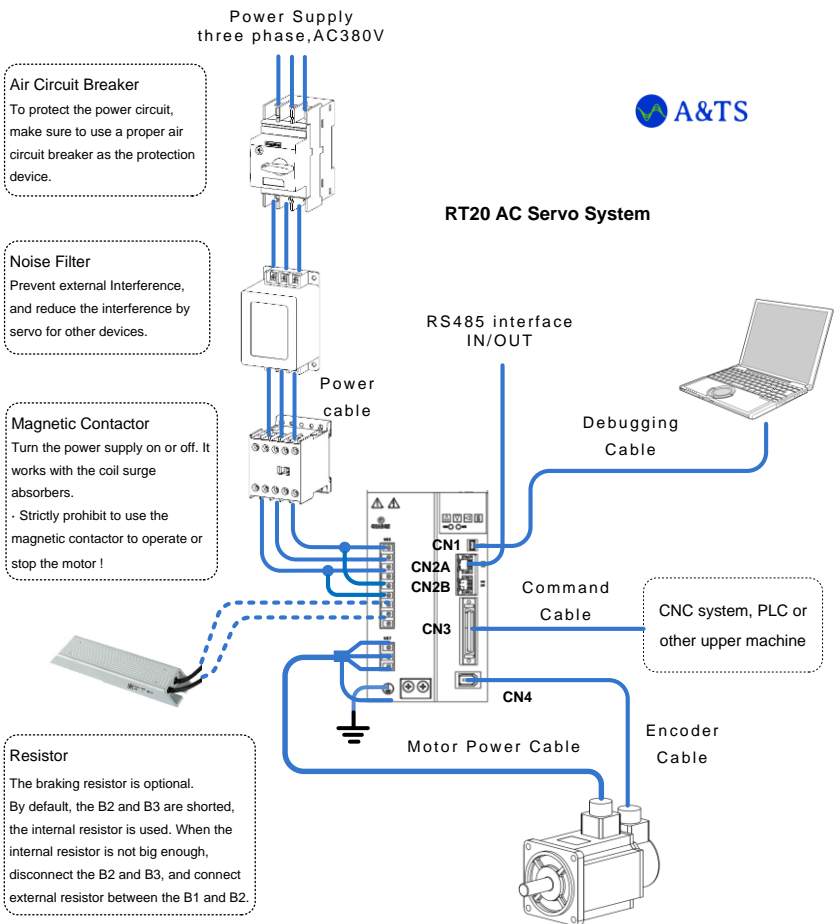 Power Supply
three phase,AC380V
Air Circuit Breaker
To protect the power circuit,
make sure to use a proper air
circuit breaker as the protection
device.
A&TS
RT20 AC Servo System
Noise Filter
Prevent external Interference,
and reduce the interference by
servo for other devices.
RS485 interface
IN/OUT
Power
cable
Magnetic Contactor
Turn the power supply on or off. It
works with the coil surge
absorbers.
· Strictly prohibit to use the
magnetic contactor to operate or
stop the motor !
Debugging
Cable
CN1
CN2A
CN2B
CN3
CN4
Command
Cable
CNC system, PLC or
other upper machine
Motor Power Cable
Encoder
Cable
Resistor
The braking resistor is optional.
By default, the B2 and B3 are shorted,
the internal resistor is used. When the
internal resistor is not big enough,
disconnect the B2 and B3, and connect
external resistor between the B1 and B2.